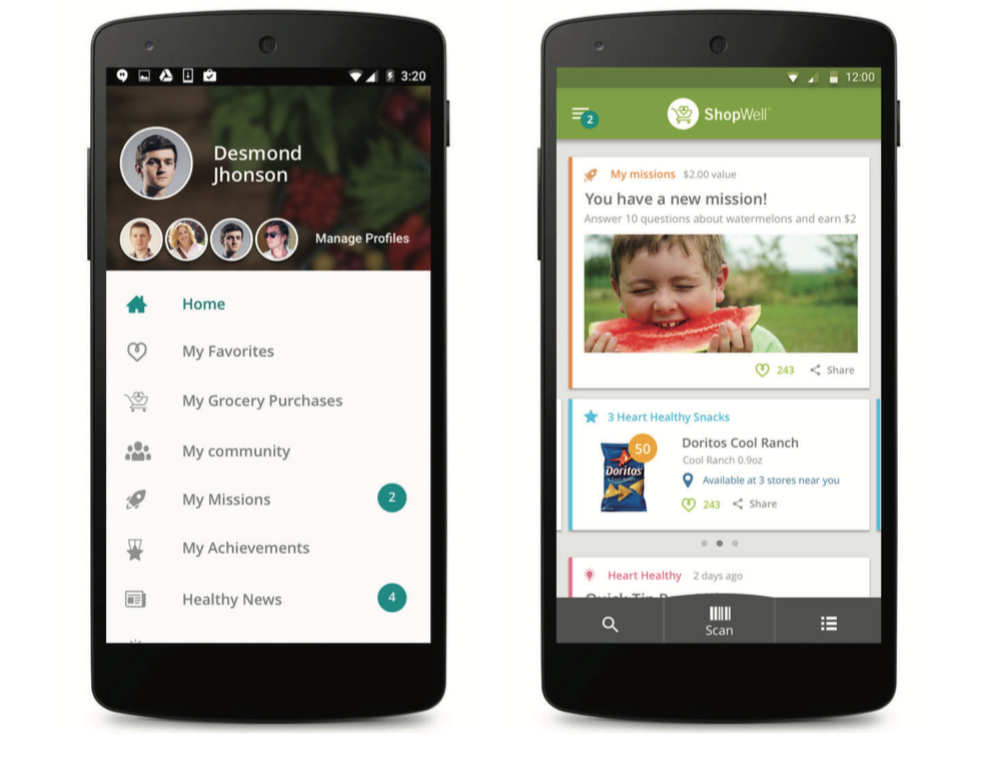 3:20
Desmond
Jhonson
Manage Profiles
Home
My Favorites
My Grocery Purchases
My community
My Missions
2
My Achievements
Healthy News
4
12:00
2
ShopWell
My missions $2.00 value
You have a new mission!
Answer 10 questions about watermelons and earn $2
243 Share
3 Heart Healthy Snacks
50
Doritos
Doritos Cool Ranch
Cool Ranch 0.9oz
Available at 3 stores near you
243 Share
Heart Healthy 2 days ago
Quick Tip
Scan